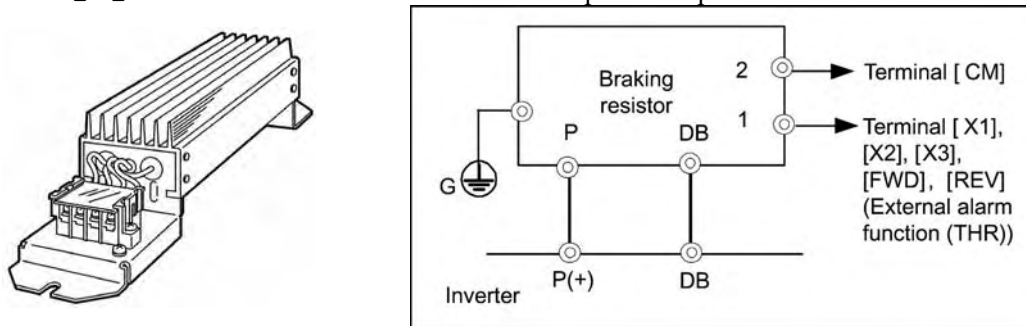 Braking
resistor
2
Terminal [ CM]
1
Terminal [ X1],
[X2], [X3],
[FWD], [REV]
(External alarm
function (THR))
P
DB
G
P(+)
DB
Inverter